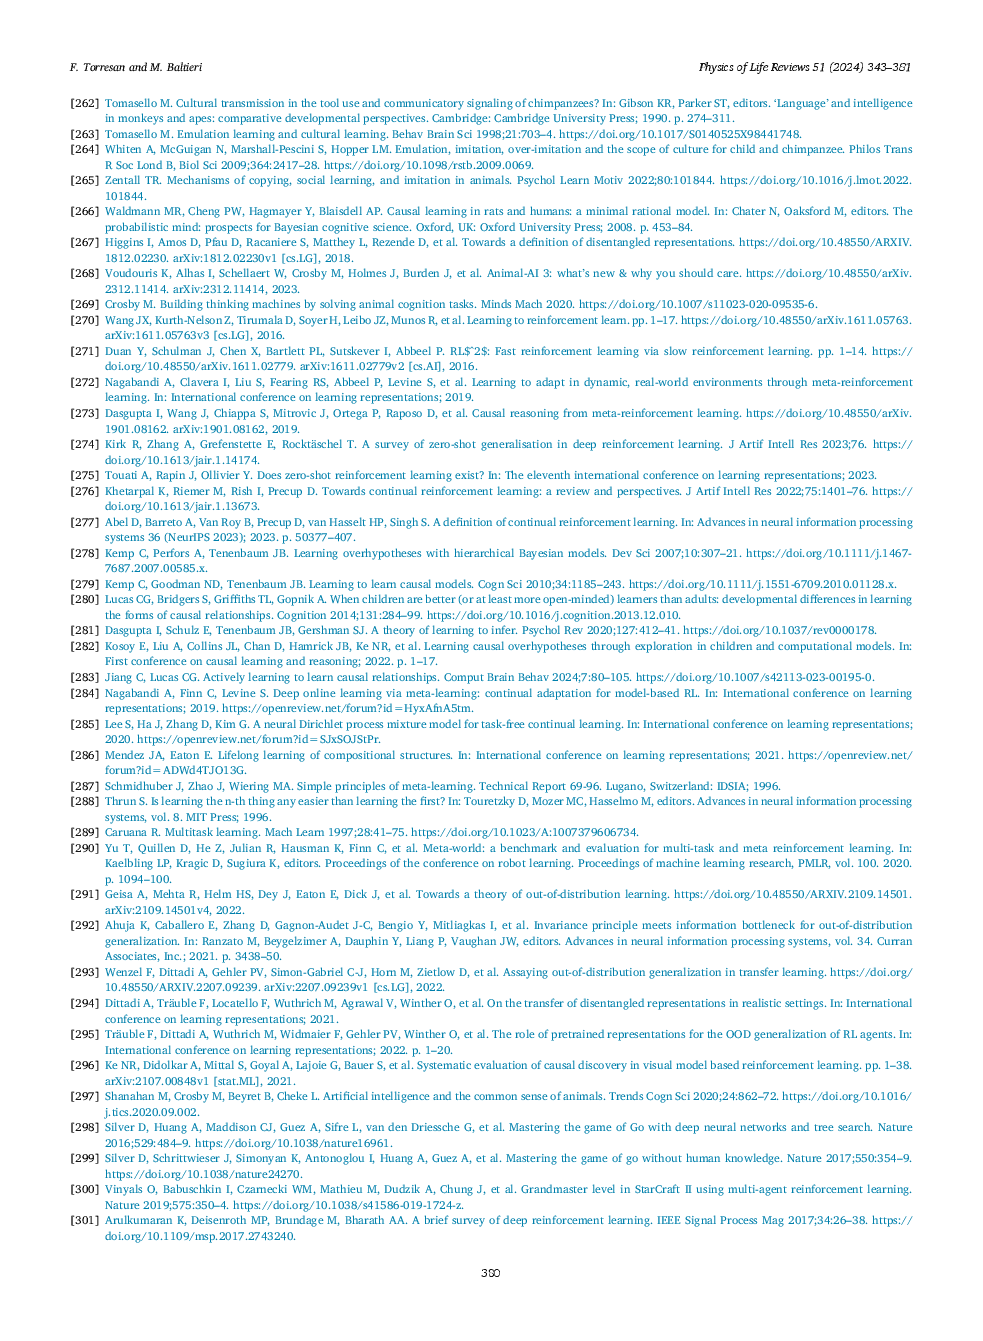 F. Torresan and M. Baltieri
Physics of Life Reviews 51 (2024) 343–381
[262] Tomasello M. Cultural transmission in the tool use and communicatory signaling of chimpanzees? In: Gibson KR, Parker ST, editors. ‘Language’ and intelligence
in monkeys and apes: comparative developmental perspectives. Cambridge: Cambridge University Press; 1990. p. 274–311.
[263] Tomasello M. Emulation learning and cultural learning. Behav Brain Sci 1998;21:703–4. https://doi.org/10.1017/S0140525X98441748.
[264] Whiten A, McGuigan N, Marshall-Pescini S, Hopper LM. Emulation, imitation, over-imitation and the scope of culture for child and chimpanzee. Philos Trans
R Soc Lond B, Biol Sci 2009;364:2417–28. https://doi.org/10.1098/rstb.2009.0069.
[265] Zentall TR. Mechanisms of copying, social learning, and imitation in animals. Psychol Learn Motiv 2022;80:101844. https://doi.org/10.1016/j.lmot.2022.
101844.
[266] Waldmann MR, Cheng PW, Hagmayer Y, Blaisdell AP. Causal learning in rats and humans: a minimal rational model. In: Chater N, Oaksford M, editors. The
probabilistic mind: prospects for Bayesian cognitive science. Oxford, UK: Oxford University Press; 2008. p. 453–84.
[267] Higgins I, Amos D, Pfau D, Racaniere S, Matthey L, Rezende D, et al. Towards a definition of disentangled representations. https://doi.org/10.48550/ARXIV.
1812.02230. arXiv:1812.02230v1 [cs.LG], 2018.
[268] Voudouris K, Alhas I, Schellaert W, Crosby M, Holmes J, Burden J, et al. Animal-AI 3: what’s new & why you should care. https://doi.org/10.48550/arXiv.
2312.11414. arXiv:2312.11414, 2023.
[269] Crosby M. Building thinking machines by solving animal cognition tasks. Minds Mach 2020. https://doi.org/10.1007/s11023-020-09535-6.
[270] Wang JX, Kurth-Nelson Z, Tirumala D, Soyer H, Leibo JZ, Munos R, et al. Learning to reinforcement learn. pp. 1–17. https://doi.org/10.48550/arXiv.1611.05763.
arXiv:1611.05763v3 [cs.LG], 2016.
[271] Duan Y, Schulman J, Chen X, Bartlett PL, Sutskever I, Abbeel P. RL$^2$: Fast reinforcement learning via slow reinforcement learning. pp. 1–14. https://
doi.org/10.48550/arXiv.1611.02779. arXiv:1611.02779v2 [cs.AI], 2016.
[272] Nagabandi A, Clavera I, Liu S, Fearing RS, Abbeel P, Levine S, et al. Learning to adapt in dynamic, real-world environments through meta-reinforcement
learning. In: International conference on learning representations; 2019.
[273] Dasgupta I, Wang J, Chiappa S, Mitrovic J, Ortega P, Raposo D, et al. Causal reasoning from meta-reinforcement learning. https://doi.org/10.48550/arXiv.
1901.08162. arXiv:1901.08162, 2019.
[274] Kirk R, Zhang A, Grefenstette E, Rocktäschel T. A survey of zero-shot generalisation in deep reinforcement learning. J Artif Intell Res 2023;76. https://
doi.org/10.1613/jair.1.14174.
[275] Touati A, Rapin J, Ollivier Y. Does zero-shot reinforcement learning exist? In: The eleventh international conference on learning representations; 2023.
[276] Khetarpal K, Riemer M, Rish I, Precup D. Towards continual reinforcement learning: a review and perspectives. J Artif Intell Res 2022;75:1401–76. https://
doi.org/10.1613/jair.1.13673.
[277] Abel D, Barreto A, Van Roy B, Precup D, van Hasselt HP, Singh S. A definition of continual reinforcement learning. In: Advances in neural information processing
systems 36 (NeurIPS 2023); 2023. p. 50377–407.
[278] Kemp C, Perfors A, Tenenbaum JB. Learning overhypotheses with hierarchical Bayesian models. Dev Sci 2007;10:307–21. https://doi.org/10.1111/j.1467-
7687.2007.00585.x.
[279] Kemp C, Goodman ND, Tenenbaum JB. Learning to learn causal models. Cogn Sci 2010;34:1185–243. https://doi.org/10.1111/j.1551-6709.2010.01128.x.
[280] Lucas CG, Bridgers S, Griffiths TL, Gopnik A. When children are better (or at least more open-minded) learners than adults: developmental differences in learning
the forms of causal relationships. Cognition 2014;131:284–99. https://doi.org/10.1016/j.cognition.2013.12.010.
[281] Dasgupta I, Schulz E, Tenenbaum JB, Gershman SJ. A theory of learning to infer. Psychol Rev 2020;127:412–41. https://doi.org/10.1037/rev0000178.
[282] Kosoy E, Liu A, Collins JL, Chan D, Hamrick JB, Ke NR, et al. Learning causal overhypotheses through exploration in children and computational models. In:
First conference on causal learning and reasoning; 2022. p. 1–17.
[283] Jiang C, Lucas CG. Actively learning to learn causal relationships. Comput Brain Behav 2024;7:80–105. https://doi.org/10.1007/s42113-023-00195-0.
[284] Nagabandi A, Finn C, Levine S. Deep online learning via meta-learning: continual adaptation for model-based RL. In: International conference on learning
representations; 2019. https://openreview.net/forum?id=HyxAfnA5tm.
[285] Lee S, Ha J, Zhang D, Kim G. A neural Dirichlet process mixture model for task-free continual learning. In: International conference on learning representations;
2020. https://openreview.net/forum?id=SJxSOJStPr.
[286] Mendez JA, Eaton E. Lifelong learning of compositional structures. In: International conference on learning representations; 2021. https://openreview.net/
forum?id=ADWd4TJO13G.
[287] Schmidhuber J, Zhao J, Wiering MA. Simple principles of meta-learning. Technical Report 69-96. Lugano, Switzerland: IDSIA; 1996.
[288] Thrun S. Is learning the n-th thing any easier than learning the first? In: Touretzky D, Mozer MC, Hasselmo M, editors. Advances in neural information processing
systems, vol. 8. MIT Press; 1996.
[289] Caruana R. Multitask learning. Mach Learn 1997;28:41–75. https://doi.org/10.1023/A:1007379606734.
[290] Yu T, Quillen D, He Z, Julian R, Hausman K, Finn C, et al. Meta-world: a benchmark and evaluation for multi-task and meta reinforcement learning. In:
Kaelbling LP, Kragic D, Sugiura K, editors. Proceedings of the conference on robot learning. Proceedings of machine learning research, PMLR, vol. 100. 2020.
p. 1094–100.
[291] Geisa A, Mehta R, Helm HS, Dey J, Eaton E, Dick J, et al. Towards a theory of out-of-distribution learning. https://doi.org/10.48550/ARXIV.2109.14501.
arXiv:2109.14501v4, 2022.
[292] Ahuja K, Caballero E, Zhang D, Gagnon-Audet J-C, Bengio Y, Mitliagkas I, et al. Invariance principle meets information bottleneck for out-of-distribution
generalization. In: Ranzato M, Beygelzimer A, Dauphin Y, Liang P, Vaughan JW, editors. Advances in neural information processing systems, vol. 34. Curran
Associates, Inc.; 2021. p. 3438–50.
[293] Wenzel F, Dittadi A, Gehler PV, Simon-Gabriel C-J, Horn M, Zietlow D, et al. Assaying out-of-distribution generalization in transfer learning. https://doi.org/
10.48550/ARXIV.2207.09239. arXiv:2207.09239v1 [cs.LG], 2022.
[294] Dittadi A, Träuble F, Locatello F, Wuthrich M, Agrawal V, Winther O, et al. On the transfer of disentangled representations in realistic settings. In: International
conference on learning representations; 2021.
[295] Träuble F, Dittadi A, Wuthrich M, Widmaier F, Gehler PV, Winther O, et al. The role of pretrained representations for the OOD generalization of RL agents. In:
International conference on learning representations; 2022. p. 1–20.
[296] Ke NR, Didolkar A, Mittal S, Goyal A, Lajoie G, Bauer S, et al. Systematic evaluation of causal discovery in visual model based reinforcement learning. pp. 1–38.
arXiv:2107.00848v1 [stat.ML], 2021.
[297] Shanahan M, Crosby M, Beyret B, Cheke L. Artificial intelligence and the common sense of animals. Trends Cogn Sci 2020;24:862–72. https://doi.org/10.1016/
j.tics.2020.09.002.
[298] Silver D, Huang A, Maddison CJ, Guez A, Sifre L, van den Driessche G, et al. Mastering the game of Go with deep neural networks and tree search. Nature
2016;529:484–9. https://doi.org/10.1038/nature16961.
[299] Silver D, Schrittwieser J, Simonyan K, Antonoglou I, Huang A, Guez A, et al. Mastering the game of go without human knowledge. Nature 2017;550:354–9.
https://doi.org/10.1038/nature24270.
[300] Vinyals O, Babuschkin I, Czarnecki WM, Mathieu M, Dudzik A, Chung J, et al. Grandmaster level in StarCraft II using multi-agent reinforcement learning.
Nature 2019;575:350–4. https://doi.org/10.1038/s41586-019-1724-z.
[301] Arulkumaran K, Deisenroth MP, Brundage M, Bharath AA. A brief survey of deep reinforcement learning. IEEE Signal Process Mag 2017;34:26–38. https://
doi.org/10.1109/msp.2017.2743240.
380